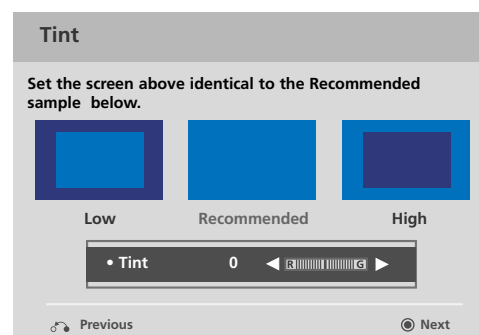 Tint
Set the screen above identical to the Recommended
sample below.
Low Recommended High
• Tint 0 ◀ R G ▶
Previous Next